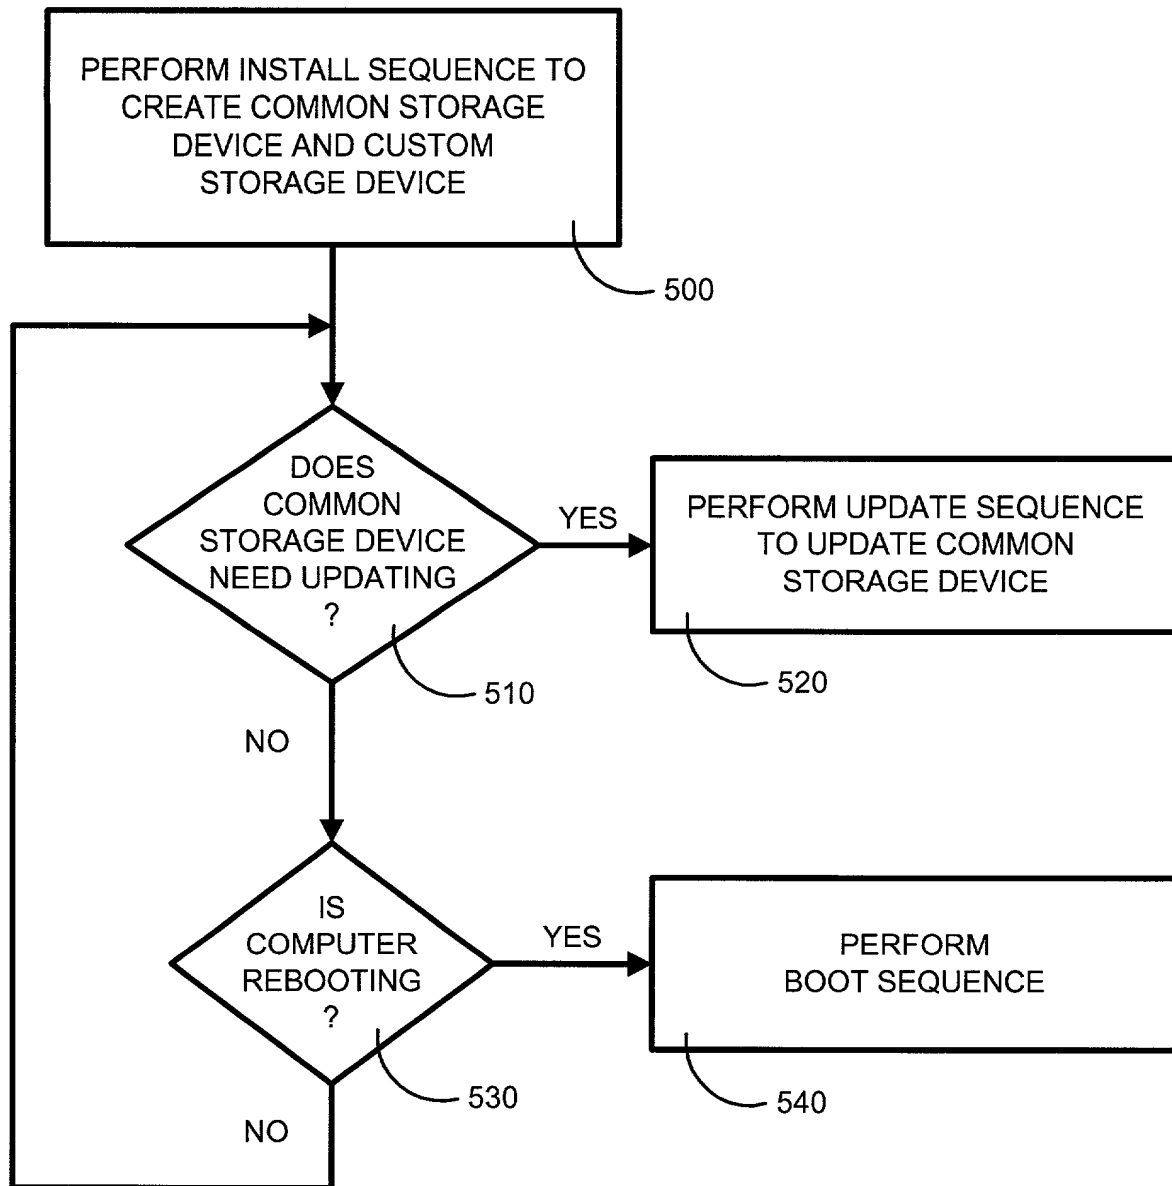 PERFORM INSTALL SEQUENCE TO
CREATE COMMON STORAGE
DEVICE AND CUSTOM
STORAGE DEVICE
500
DOES
COMMON
STORAGE DEVICE
NEED UPDATING
?
YES
PERFORM UPDATE SEQUENCE
TO UPDATE COMMON
STORAGE DEVICE
510
520
NO
IS
COMPUTER
REBOOTING
?
YES
PERFORM
BOOT SEQUENCE
530
540
NO